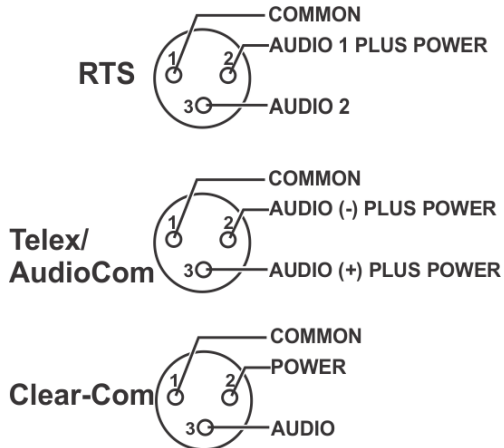 COMMON
AUDIO 1 PLUS POWER
RTS
1
2
3
AUDIO 2
COMMON
AUDIO (-) PLUS POWER
Telex/
AudioCom
1
2
3
AUDIO (+) PLUS POWER
COMMON
POWER
Clear-Com
1
2
3
AUDIO